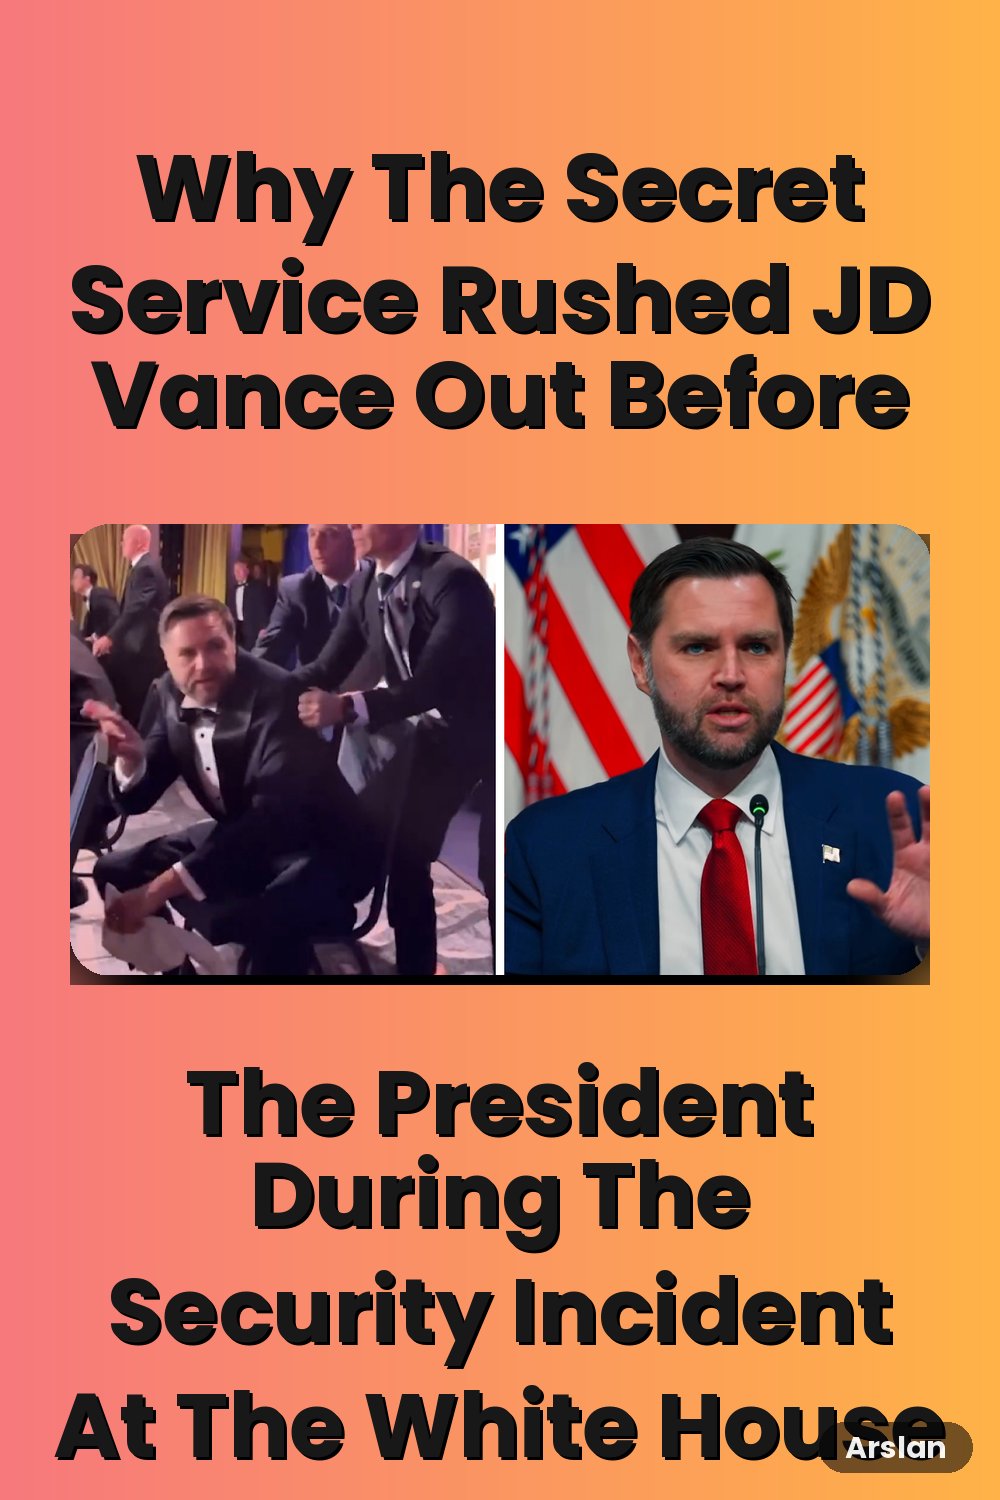 Why The Secret
Service Rushed JD
Vance Out Before
The President
During The
Security Incident
At The White House
Arslan